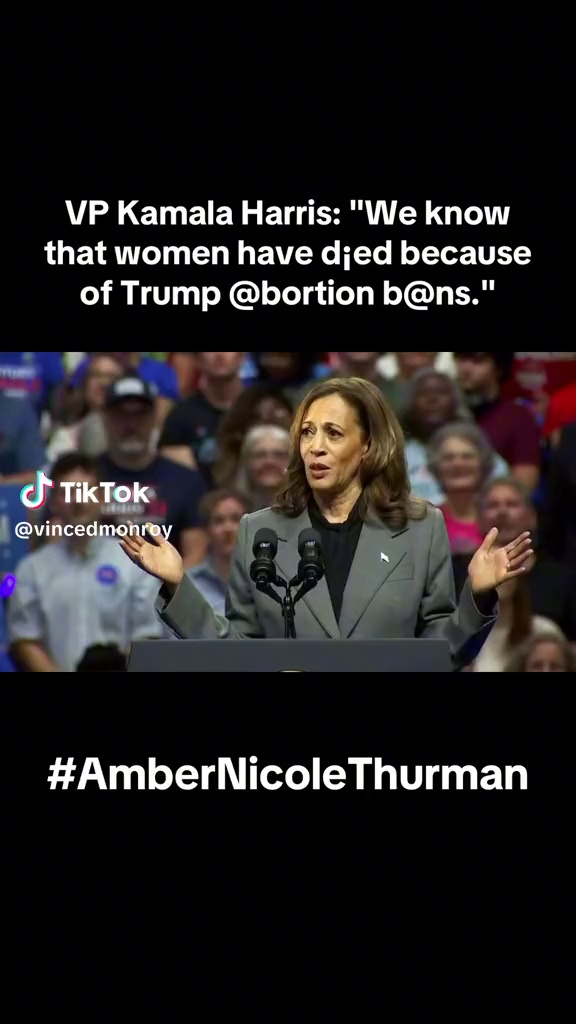 VP Kamala Harris: "We know
that women have d¡ed because
of Trump @bortion b@ns."
TikTok
@vincedmonroy
#AmberNicoleThurman